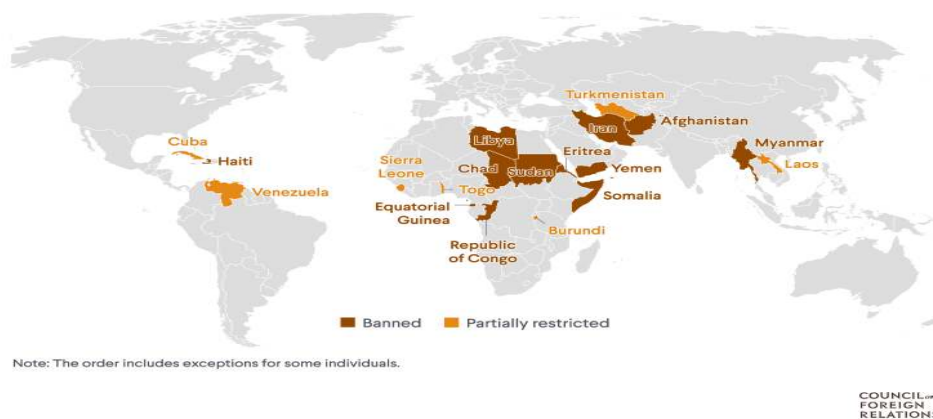 Turkmenistan
Afghanistan
Iran
Cuba
Haiti
Libya
Eritrea
Myanmar
Sierra
Leone
Chad
Sudan
Yemen
Laos
Venezuela
Togo
Somalia
Equatorial
Guinea
Burundi
Republic
of Congo
Banned
Partially restricted
Note: The order includes exceptions for some individuals.
COUNCIL on
FOREIGN
RELATIONS